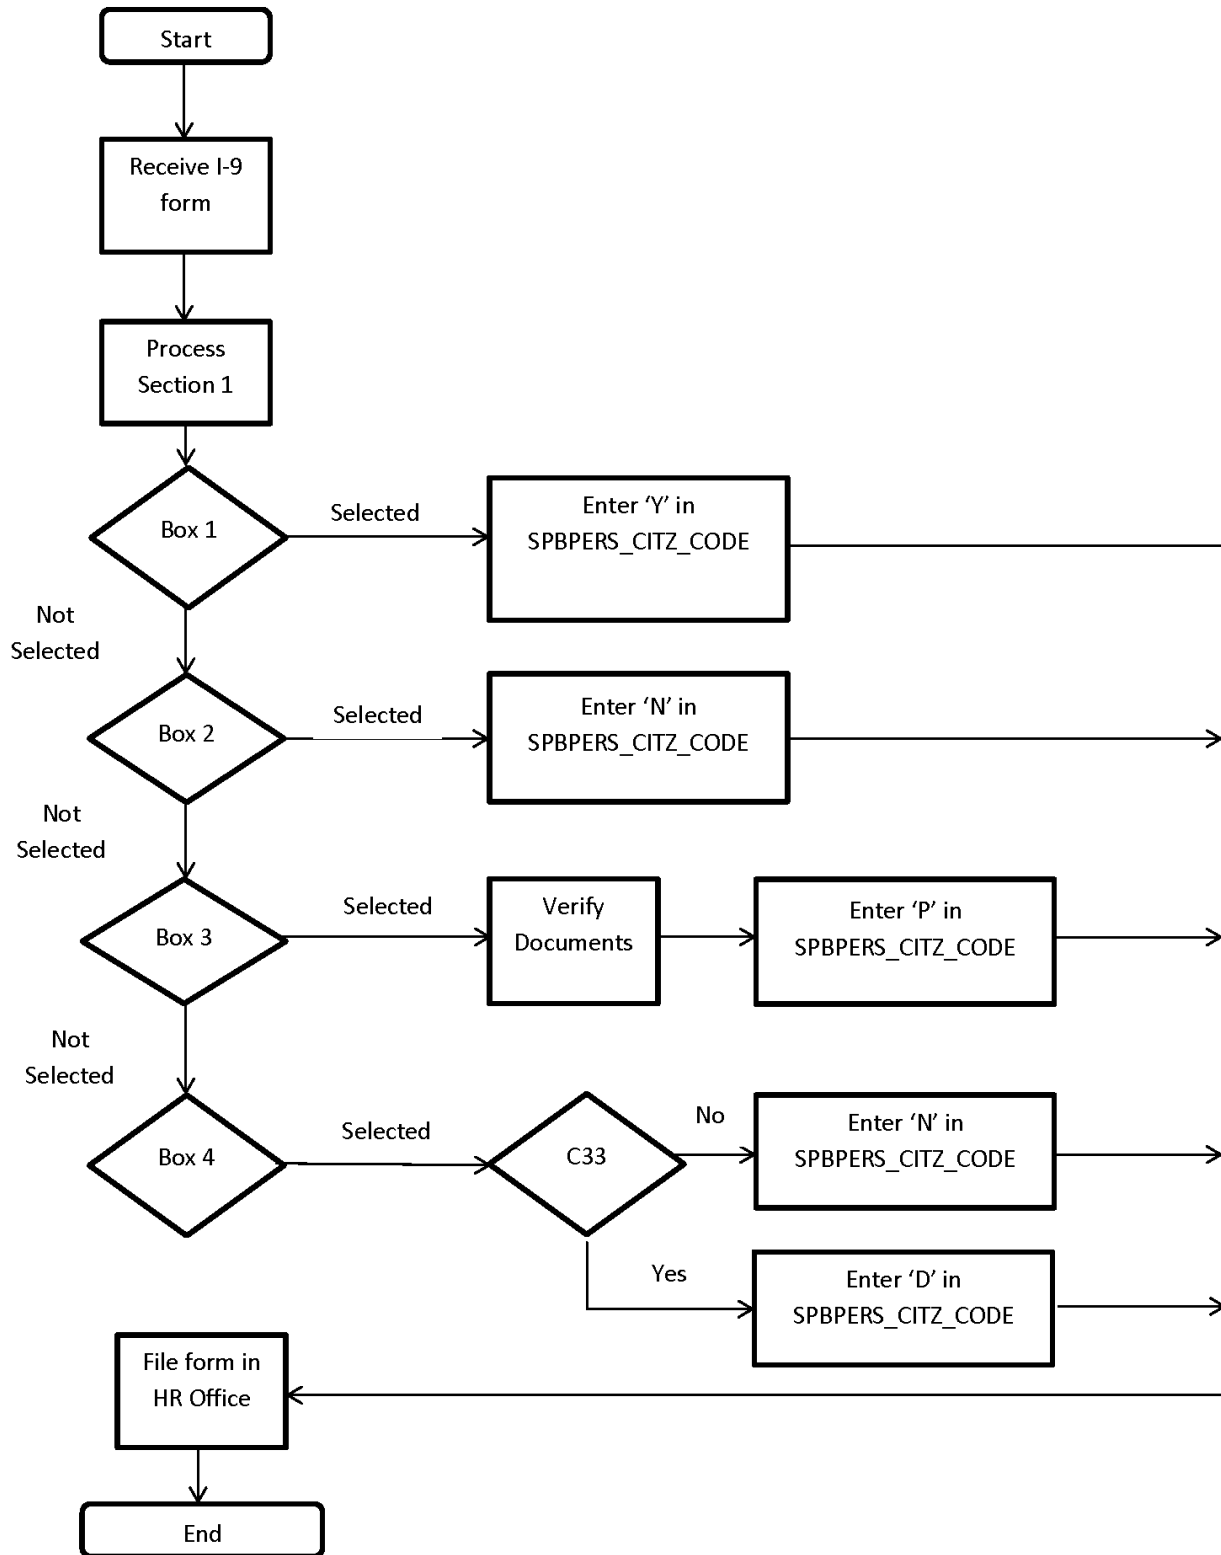 Start
Receive I-9
form
Process
Section 1
Box 1
Selected
Enter ‘Y’ in
SPBPERS_CITZ_CODE
Not
Selected
Box 2
Selected
Enter ‘N’ in
SPBPERS_CITZ_CODE
Not
Selected
Box 3
Selected
Verify
Documents
Enter ‘P’ in
SPBPERS_CITZ_CODE
Not
Selected
Box 4
Selected
C33
No
Enter ‘N’ in
SPBPERS_CITZ_CODE
Yes
Enter ‘D’ in
SPBPERS_CITZ_CODE
File form in
HR Office
End